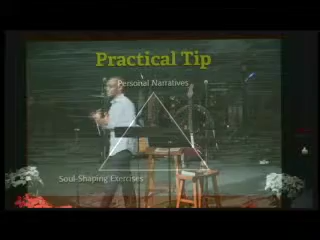 Practical Tip
Personal Narratives
Soul-Shaping Exercises